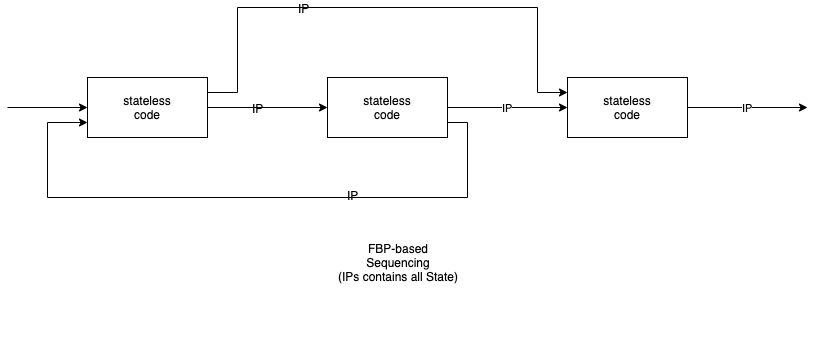 IP
stateless
code
IP
stateless
code
IP
stateless
code
IP
IP
FBP-based
Sequencing
(IPs contains all State)